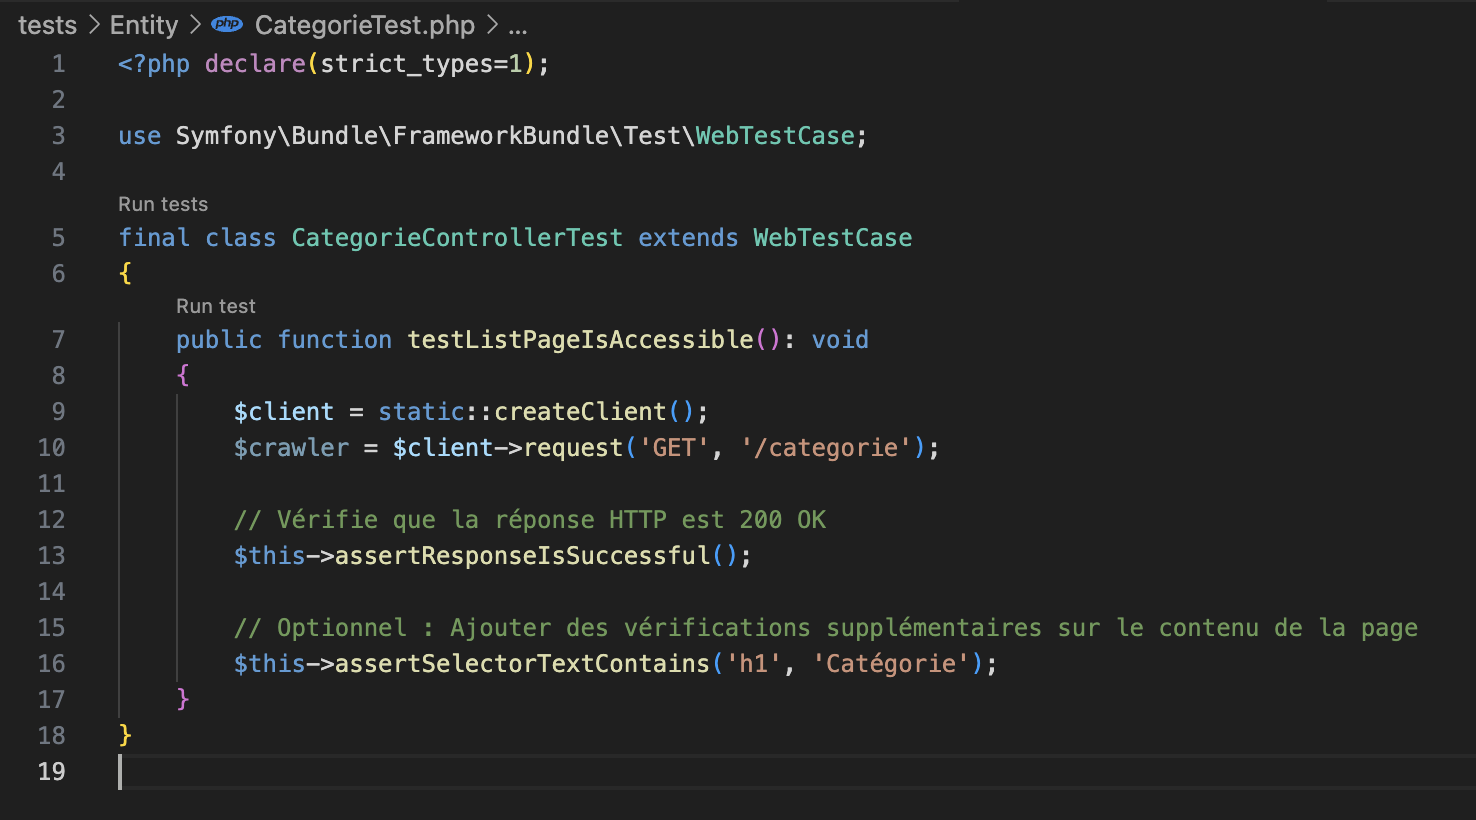 tests > Entity > php CategorieTest.php > ...
1 <?php declare(strict_types=1);
2
3 use Symfony\Bundle\FrameworkBundle\Test\WebTestCase;
4
Run tests
5 final class CategorieControllerTest extends WebTestCase
6 {
Run test
7 public function testListPageIsAccessible(): void
8 {
9 $client = static::createClient();
10 $crawler = $client->request('GET', '/categorie');
11
12 // Vérifie que la réponse HTTP est 200 OK
13 $this->assertResponseIsSuccessful();
14
15 // Optionnel : Ajouter des vérifications supplémentaires sur le contenu de la page
16 $this->assertSelectorTextContains('h1', 'Catégorie');
17 }
18 }
19